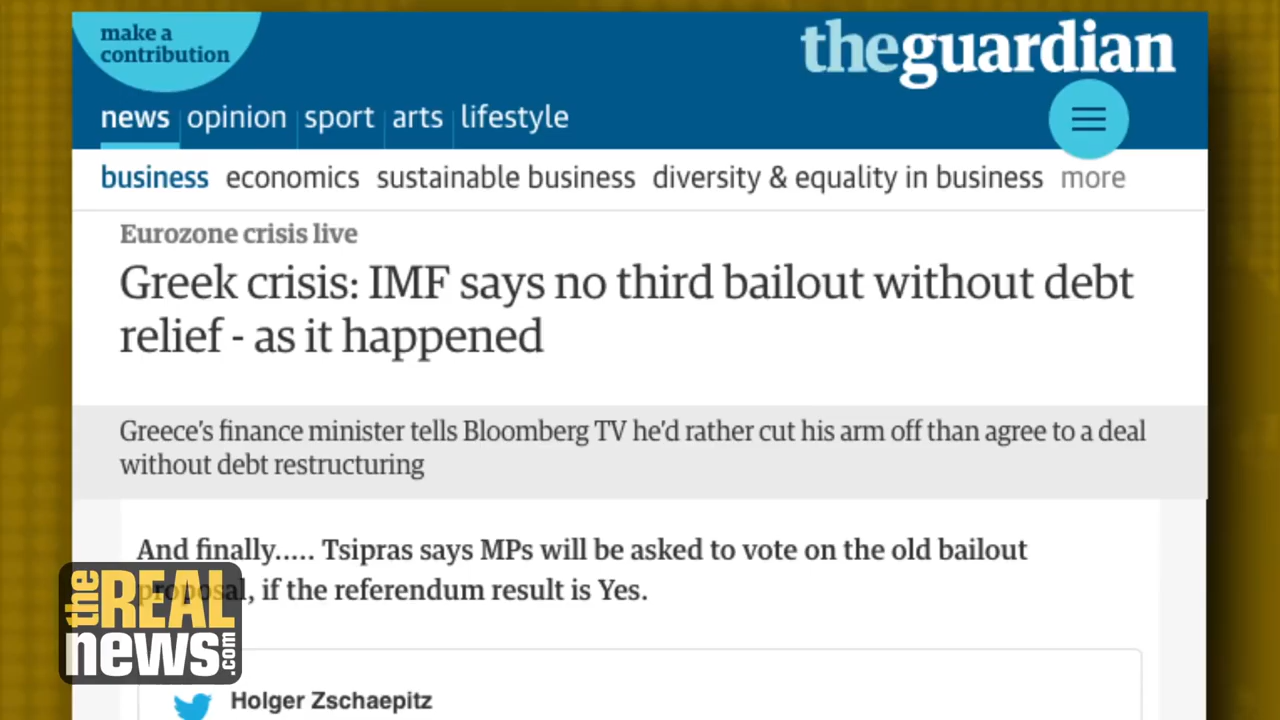 make a
contribution
theguardian
news opinion sport arts lifestyle
business economics sustainable business diversity & equality in business more
Eurozone crisis live
Greek crisis: IMF says no third bailout without debt
relief - as it happened
Greece's finance minister tells Bloomberg TV he'd rather cut his arm off than agree to a deal
without debt restructuring
And finally..... Tsipras says MPs will be asked to vote on the old bailout
proposal, if the referendum result is Yes.
the REAL
news.com
Holger Zschaepitz